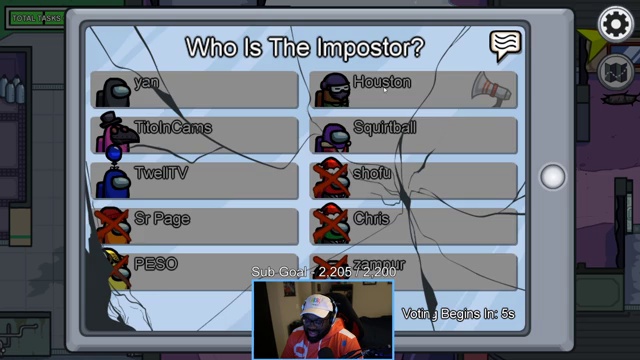 TOTAL TASKS
Who Is The Impostor?
yan
Houston
TitoInCams
Squirtball
TwellTV
shofu
Sr Page
Chris
PESO
zamour
Sub-Goal - 2,205 / 2,200
Voting Begins In: 5s